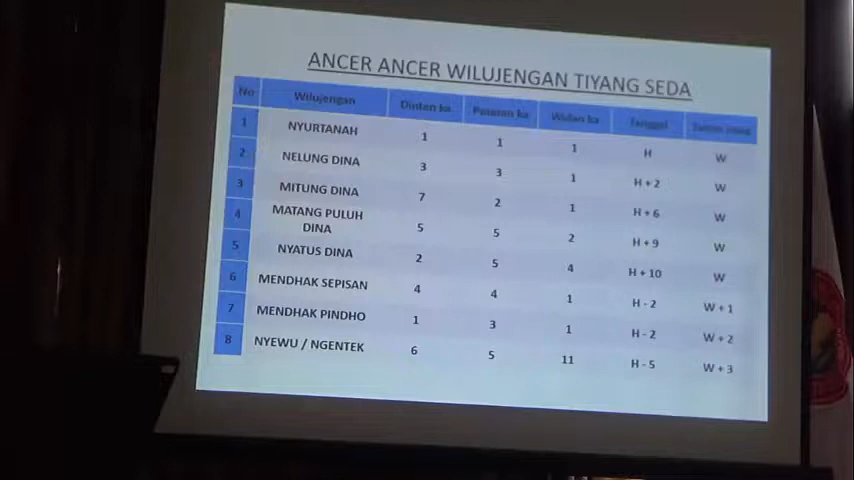 ANCER ANCER WILUJENGAN TIYANG SEDA
No Wilujengan Dinten ka Pasaran ka Wulan ka Tanggal
1 NYURTANAH 1 1 1 H W
2 NELUNG DINA 3 3 1 H + 2 W
3 MITUNG DINA 7 2 1 H + 6 W
4 MATANG PULUH DINA 5 5 2 H + 9 W
5 NYATUS DINA 2 5 4 H + 10 W
6 MENDHAK SEPISAN 4 4 1 H - 2 W + 1
7 MENDHAK PINDHO 1 3 1 H - 2 W + 2
8 NYEWU / NGENTEK 6 5 11 H - 5 W + 3